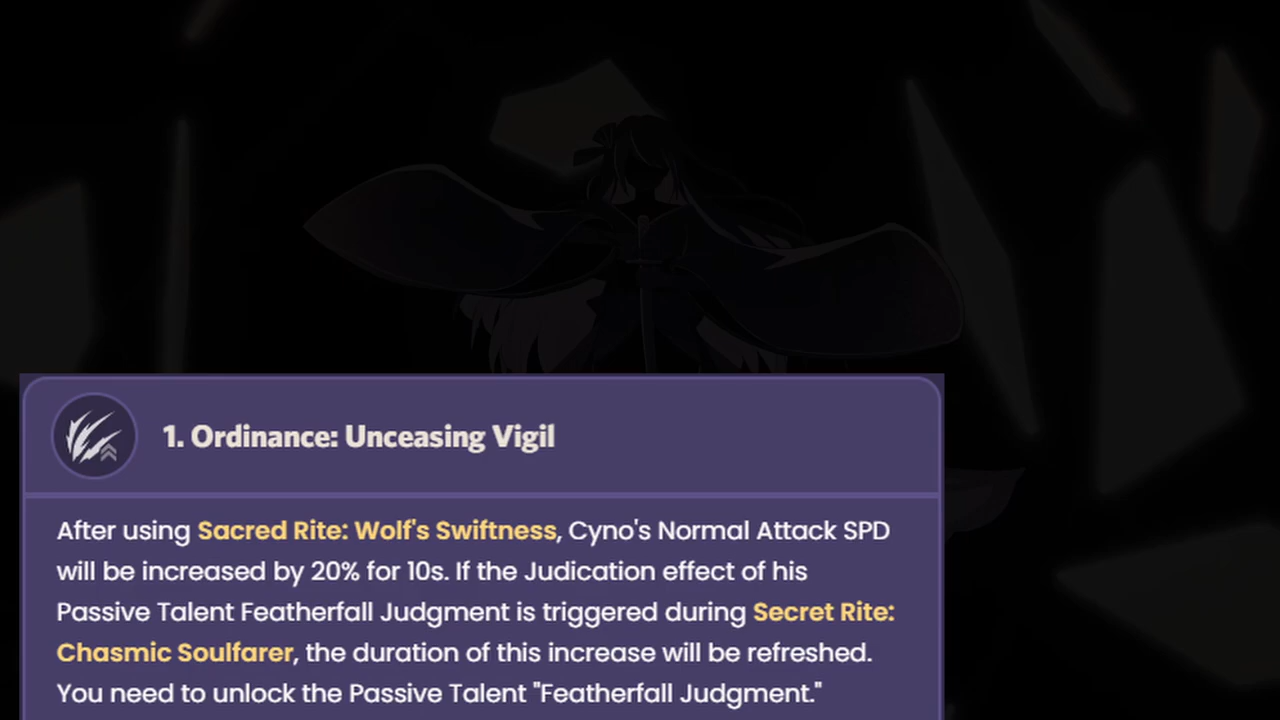 1. Ordinance: Unceasing Vigil
After using Sacred Rite: Wolf's Swiftness, Cyno's Normal Attack SPD
will be increased by 20% for 10s. If the Judication effect of his
Passive Talent Featherfall Judgment is triggered during Secret Rite:
Chasmic Soulfarer, the duration of this increase will be refreshed.
You need to unlock the Passive Talent "Featherfall Judgment."